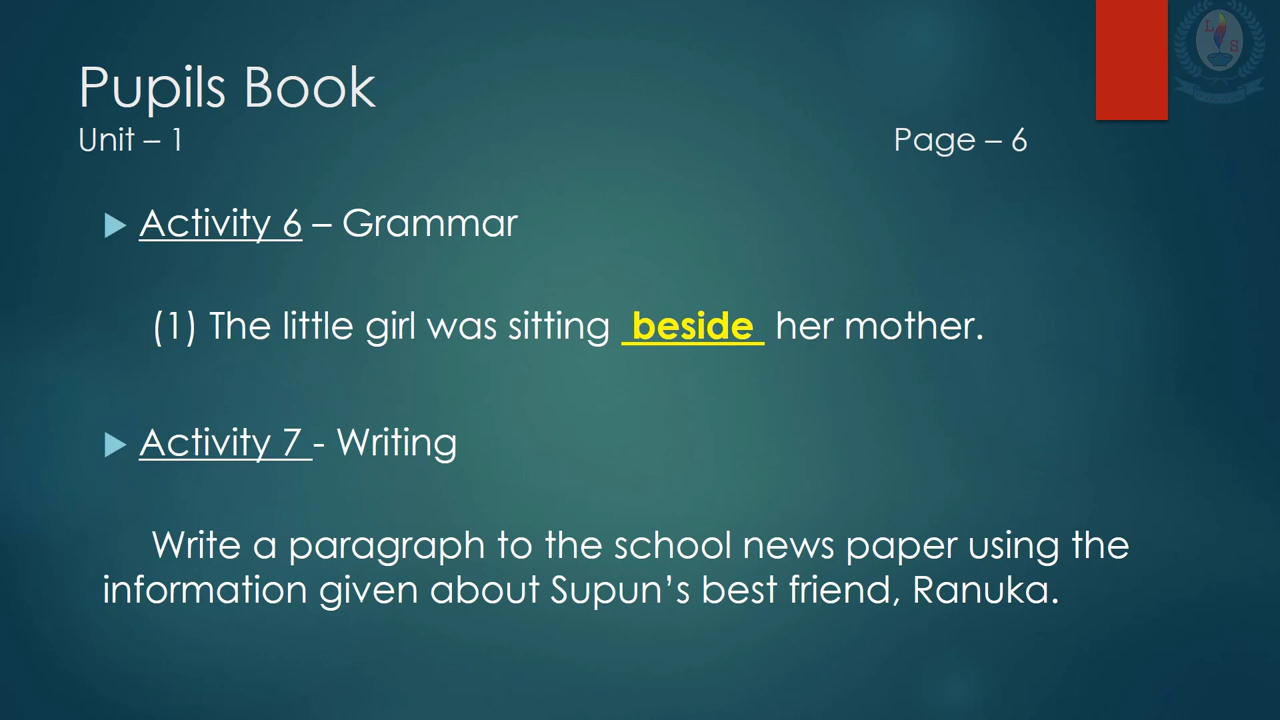 Pupils Book
Unit – 1 Page – 6
Activity 6 – Grammar
(1) The little girl was sitting _beside_ her mother.
Activity 7 - Writing
Write a paragraph to the school news paper using the
information given about Supun’s best friend, Ranuka.
L S